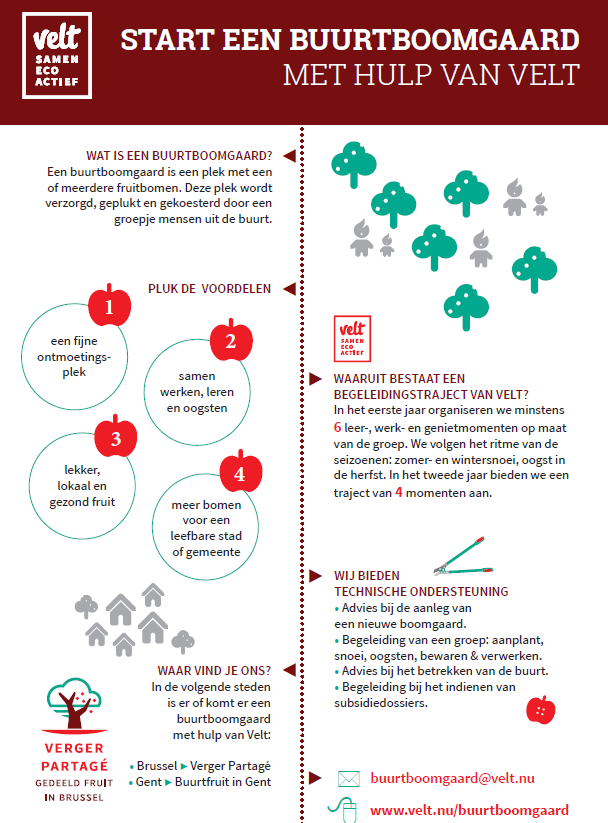 velt
SAMEN
ECO
ACTIEF
START EEN BUURTBOOMGAARD
MET HULP VAN VELT
WAT IS EEN BUURTBOOMGAARD?
Een buurtboomgaard is een plek met een
of meerdere fruitbomen. Deze plek wordt
verzorgd, geplukt en gekoesterd door een
groepje mensen uit de buurt.
PLUK DE VOORDELEN
1
een fijne
ontmoetings-
plek
2
samen
werken, leren
en oogsten
3
lekker,
lokaal en
gezond fruit
4
meer bomen
voor een
leefbare stad
of gemeente
WAAR VIND JE ONS?
In de volgende steden
is er of komt er een
buurtboomgaard
met hulp van Velt:
• Brussel ▸ Verger Partagé
• Gent ▸ Buurtfruit in Gent
VERGER
PARTAGÉ
GEDEELD FRUIT
IN BRUSSEL
velt
SAMEN
ECO
ACTIEF
WAARUIT BESTAAT EEN
BEGELEIDINGSTRAJECT VAN VELT?
In het eerste jaar organiseren we minstens
6 leer-, werk- en genietmomenten op maat
van de groep. We volgen het ritme van de
seizoenen: zomer- en wintersnoei, oogst in
de herfst. In het tweede jaar bieden we een
traject van 4 momenten aan.
WIJ BIEDEN
TECHNISCHE ONDERSTEUNING
• Advies bij de aanleg van
een nieuwe boomgaard.
• Begeleiding van een groep: aanplant,
snoei, oogsten, bewaren & verwerken.
• Advies bij het betrekken van de buurt.
• Begeleiding bij het indienen van
subsidiedossiers.
buurtboomgaard@velt.nu
www.velt.nu/buurtboomgaard